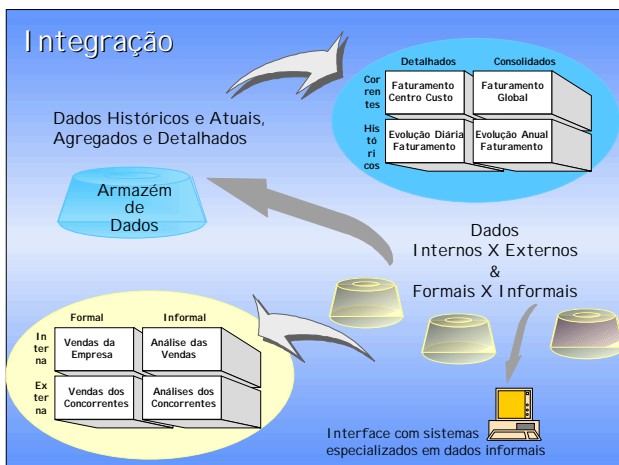 Integração
Detalhados
Consolidados
Cor
ren
tes
Faturamento
Centro Custo
Faturamento
Global
His
tó
ri
cos
Evolução Diária
Faturamento
Evolução Anual
Faturamento
Dados Históricos e Atuais,
Agregados e Detalhados
Armazém
de
Dados
Dados
Internos X Externos
&
Formais X Informais
Formal
Informal
In
ter
na
Vendas da
Empresa
Análise das
Vendas
Ex
ter
na
Vendas dos
Concorrentes
Análises dos
Concorrentes
Interface com sistemas
especializados em dados informais